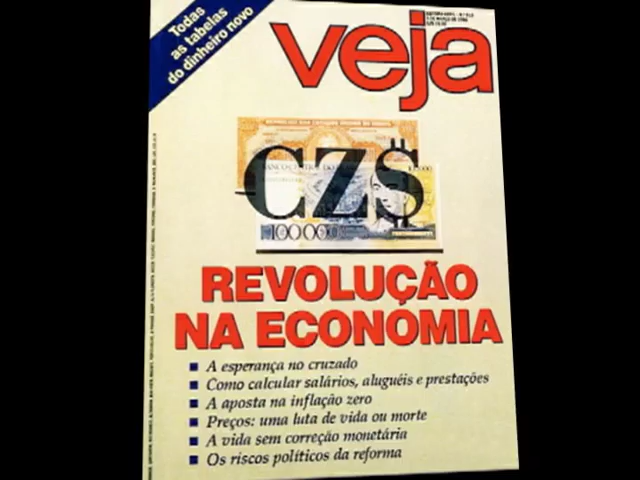 Todas
as tabelas
do dinheiro novo
veja
CZ$
100000
REVOLUÇÃO
NA ECONOMIA
A esperança no cruzado
Como calcular salários, aluguéis e prestações
A aposta na inflação zero
Preços: uma luta de vida ou morte
A vida sem correção monetária
Os riscos políticos da reforma